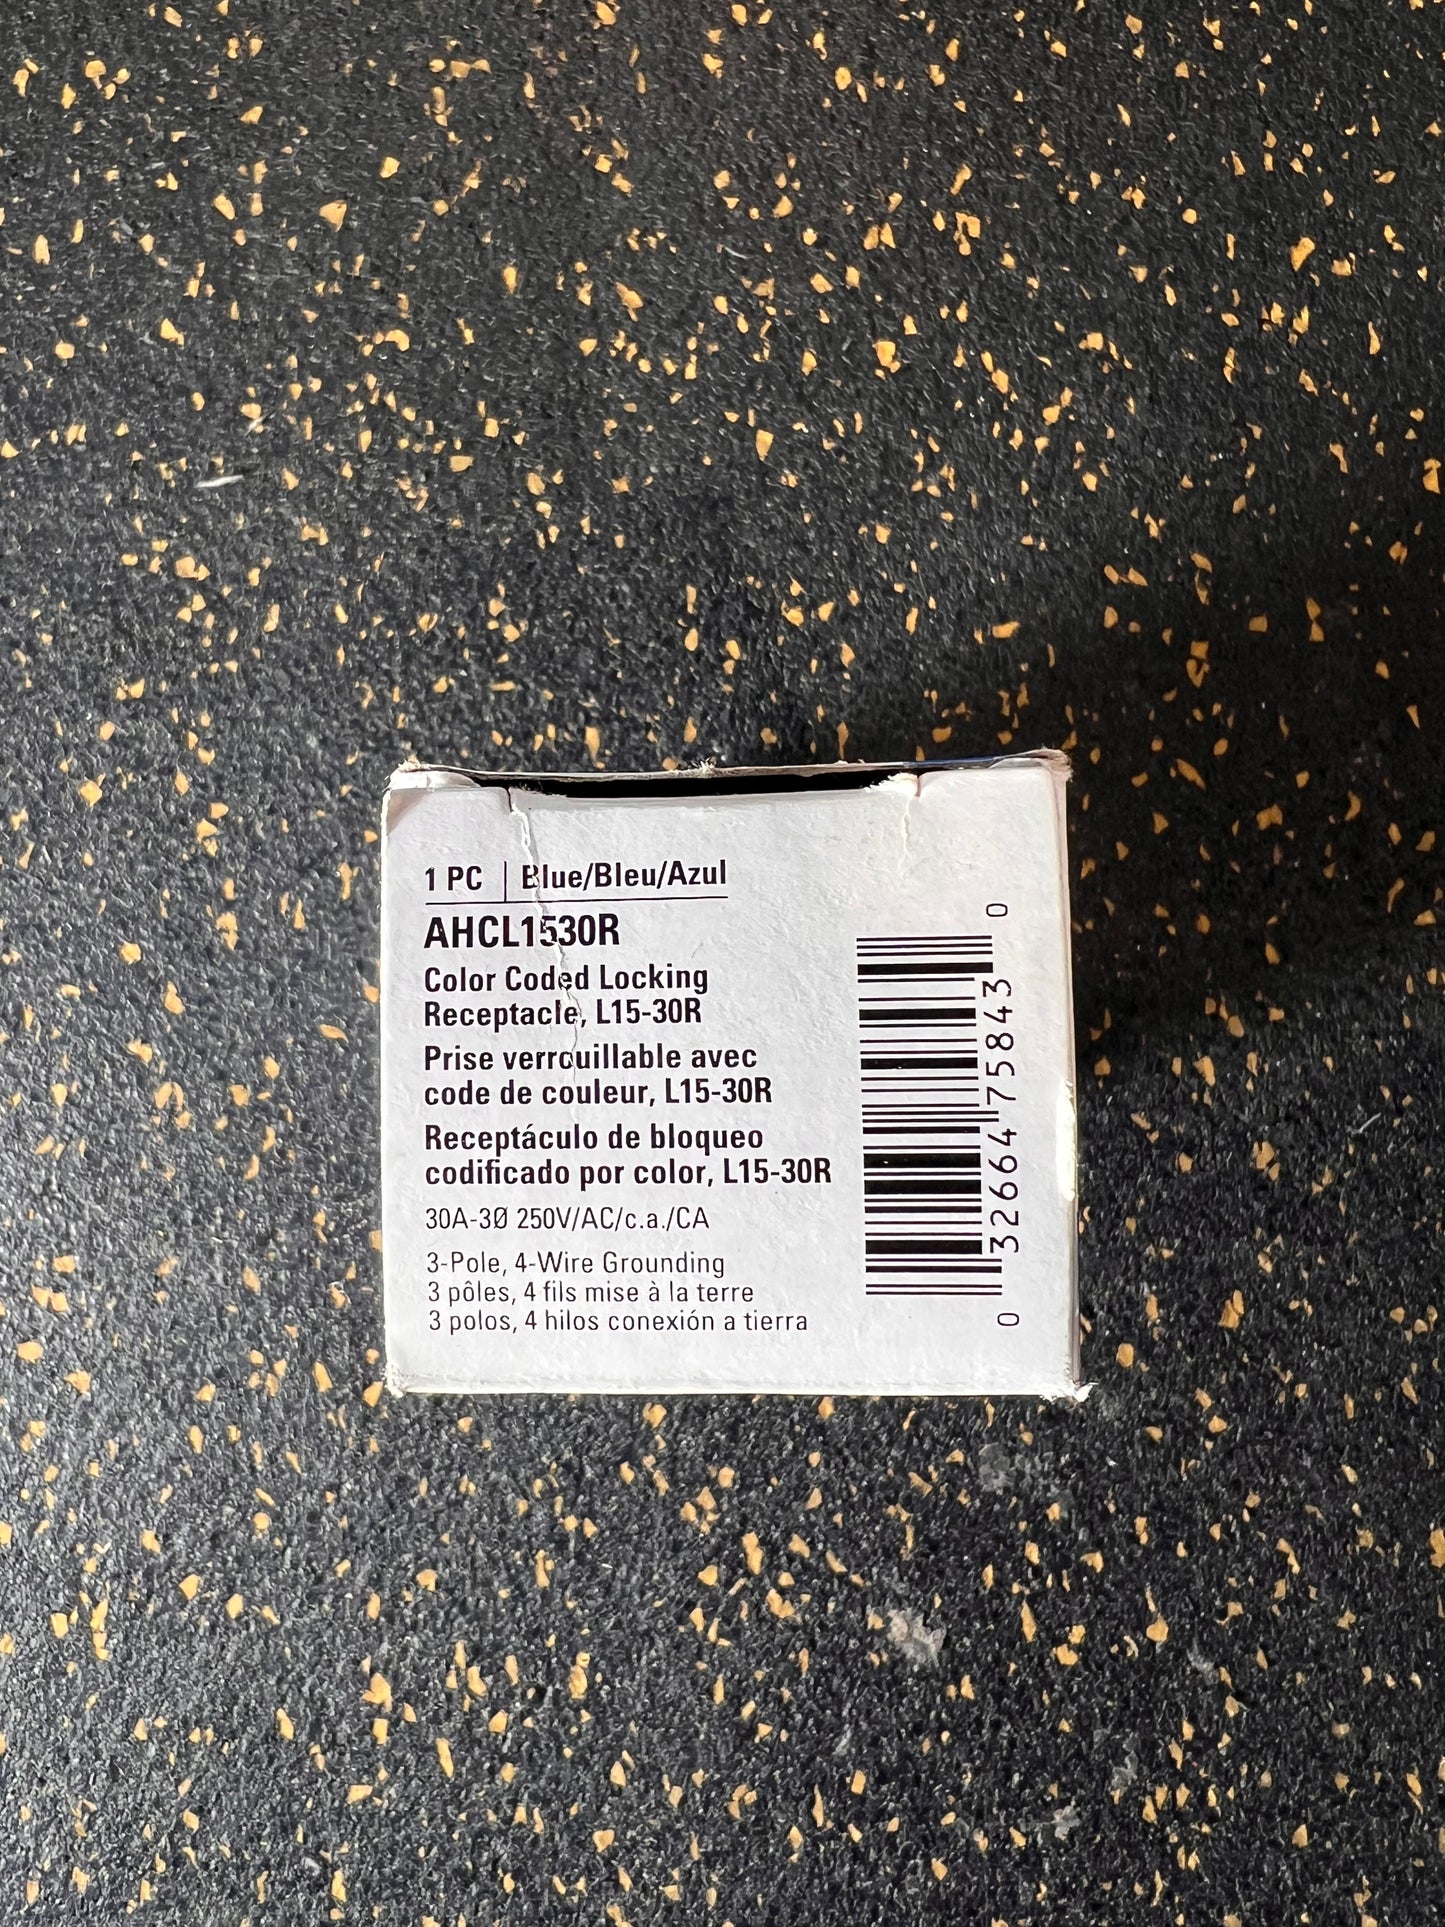 1 PC | Blue/Bleu/Azul
AHCL1530R
Color Coded Locking
Receptacle, L15-30R
Prise verrouillable avec
code de couleur, L15-30R
Receptáculo de bloqueo
codificado por color, L15-30R
30A-3Ø 250V/AC/c.a./CA
3-Pole, 4-Wire Grounding
3 pôles, 4 fils mise à la terre
3 polos, 4 hilos conexión a tierra
0 32664 75843 0